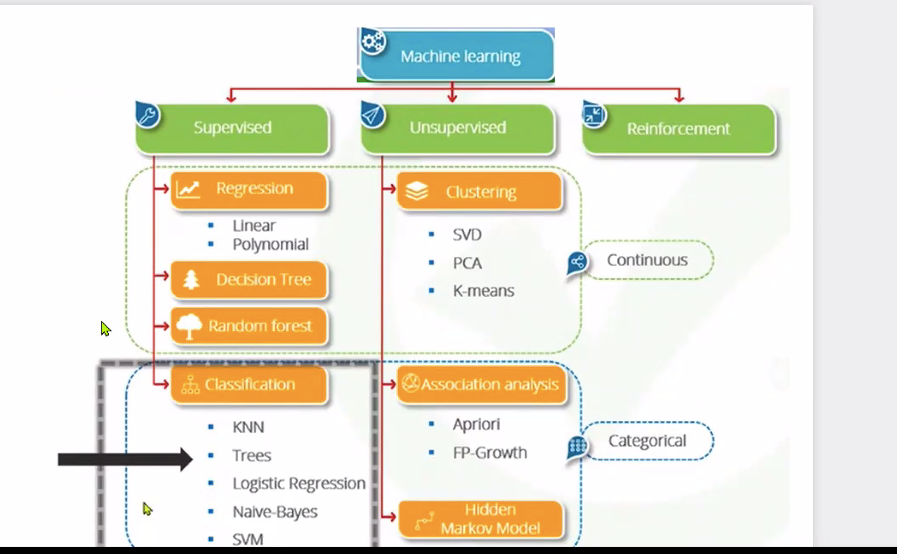 Machine learning
Supervised
Unsupervised
Reinforcement
Regression
Linear
Polynomial
Decision Tree
Random forest
Clustering
SVD
PCA
K-means
Continuous
Classification
KNN
Trees
Logistic Regression
Naive-Bayes
SVM
Association analysis
Apriori
FP-Growth
Hidden
Markov Model
Categorical